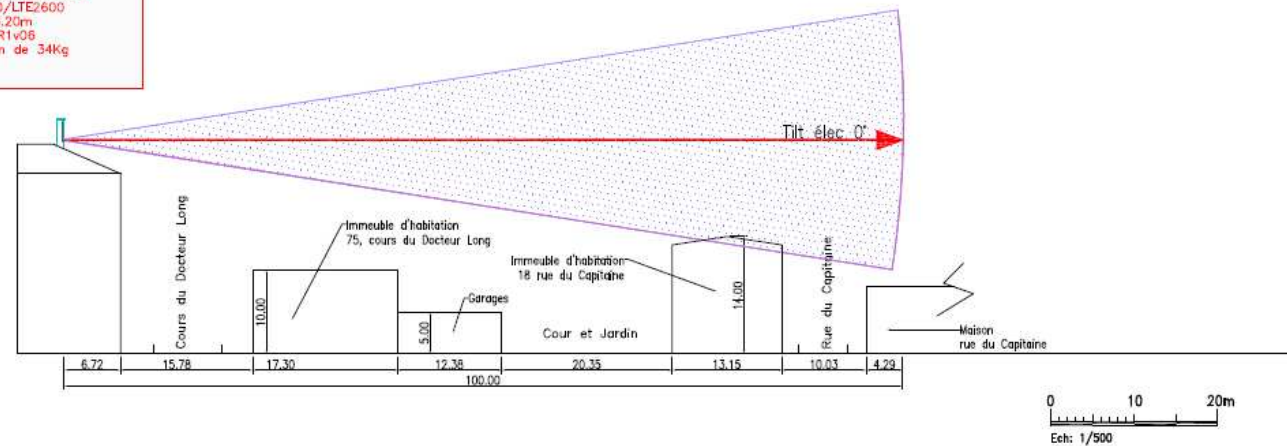 /LTE2600
.20m
R1v06
n de 34Kg
Tilt élec 0°
Cours du Docteur Long
Immeuble d'habitation
75, cours du Docteur Long
10.00
Garages
5.00
Cour et Jardin
Immeuble d'habitation
18 rue du Capitaine
14.00
Rue du Capitaine
Maison
rue du Capitaine
6.72 15.78 17.30 12.38 20.35 13.15 10.03 4.29
100.00
0 10 20m
Ech: 1/500